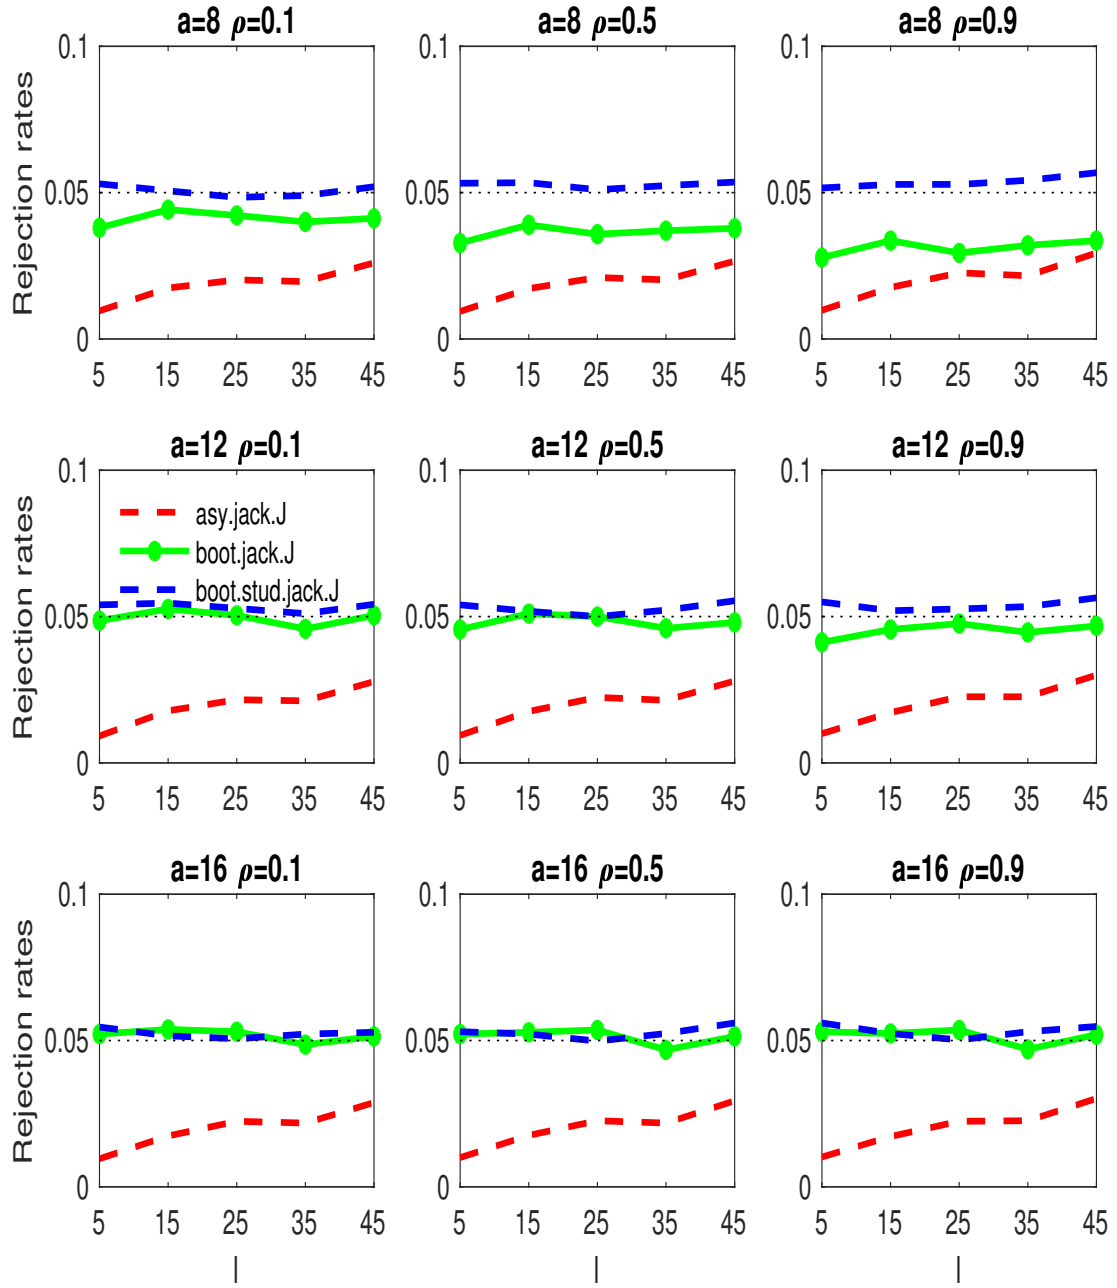 a=8 ρ=0.1
a=8 ρ=0.5
a=8 ρ=0.9
Rejection rates
0.1
0.05
0
5 15 25 35 45
0.1
0.05
0
5 15 25 35 45
0.1
0.05
0
5 15 25 35 45
a=12 ρ=0.1
a=12 ρ=0.5
a=12 ρ=0.9
Rejection rates
0.1
0.05
0
asy.jack.J
boot.jack.J
boot.stud.jack.J
5 15 25 35 45
0.1
0.05
0
5 15 25 35 45
0.1
0.05
0
5 15 25 35 45
a=16 ρ=0.1
a=16 ρ=0.5
a=16 ρ=0.9
Rejection rates
0.1
0.05
0
5 15 25 35 45
l
0.1
0.05
0
5 15 25 35 45
l
0.1
0.05
0
5 15 25 35 45
l